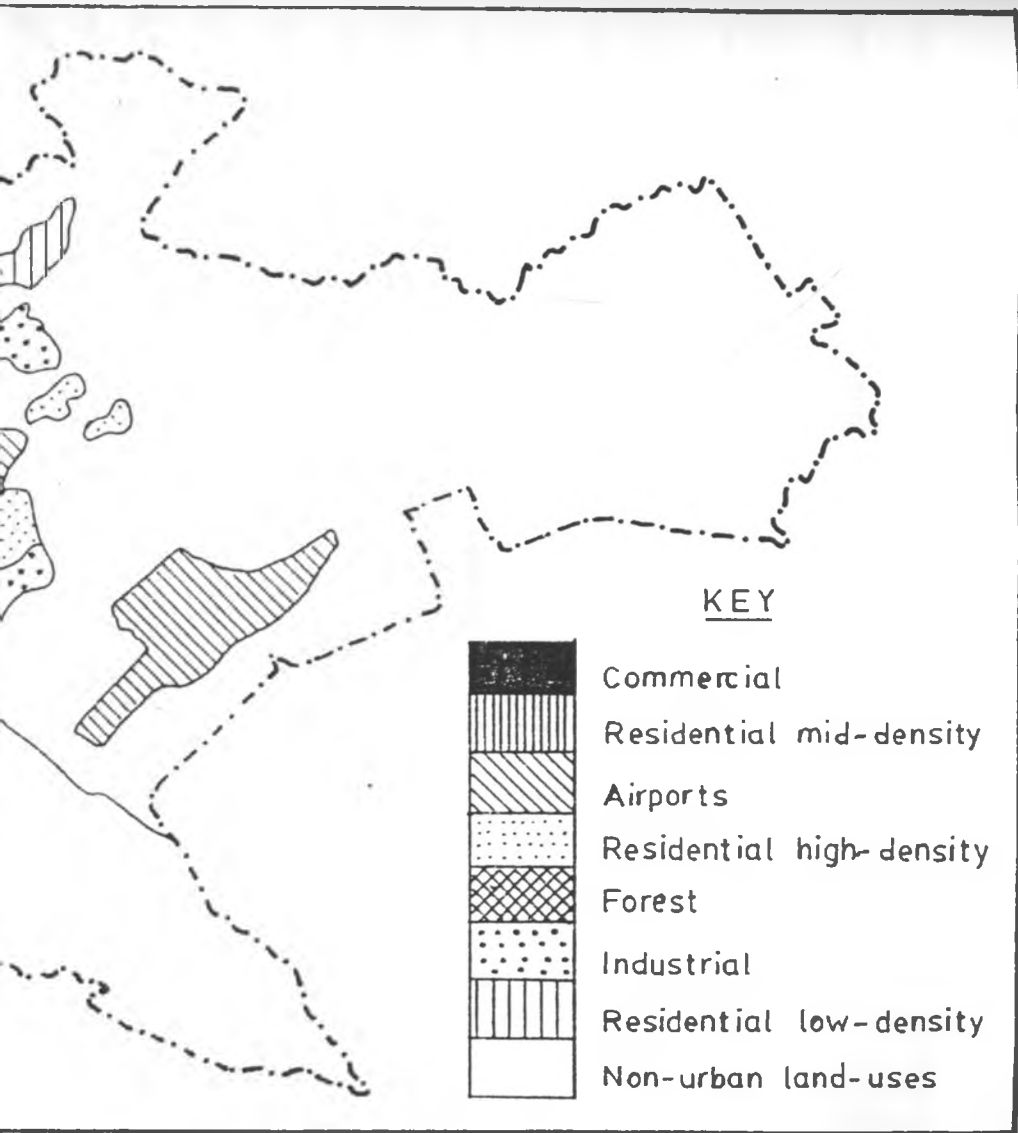 KEY
Commercial
Residential mid-density
Airports
Residential high-density
Forest
Industrial
Residential low-density
Non-urban land-uses